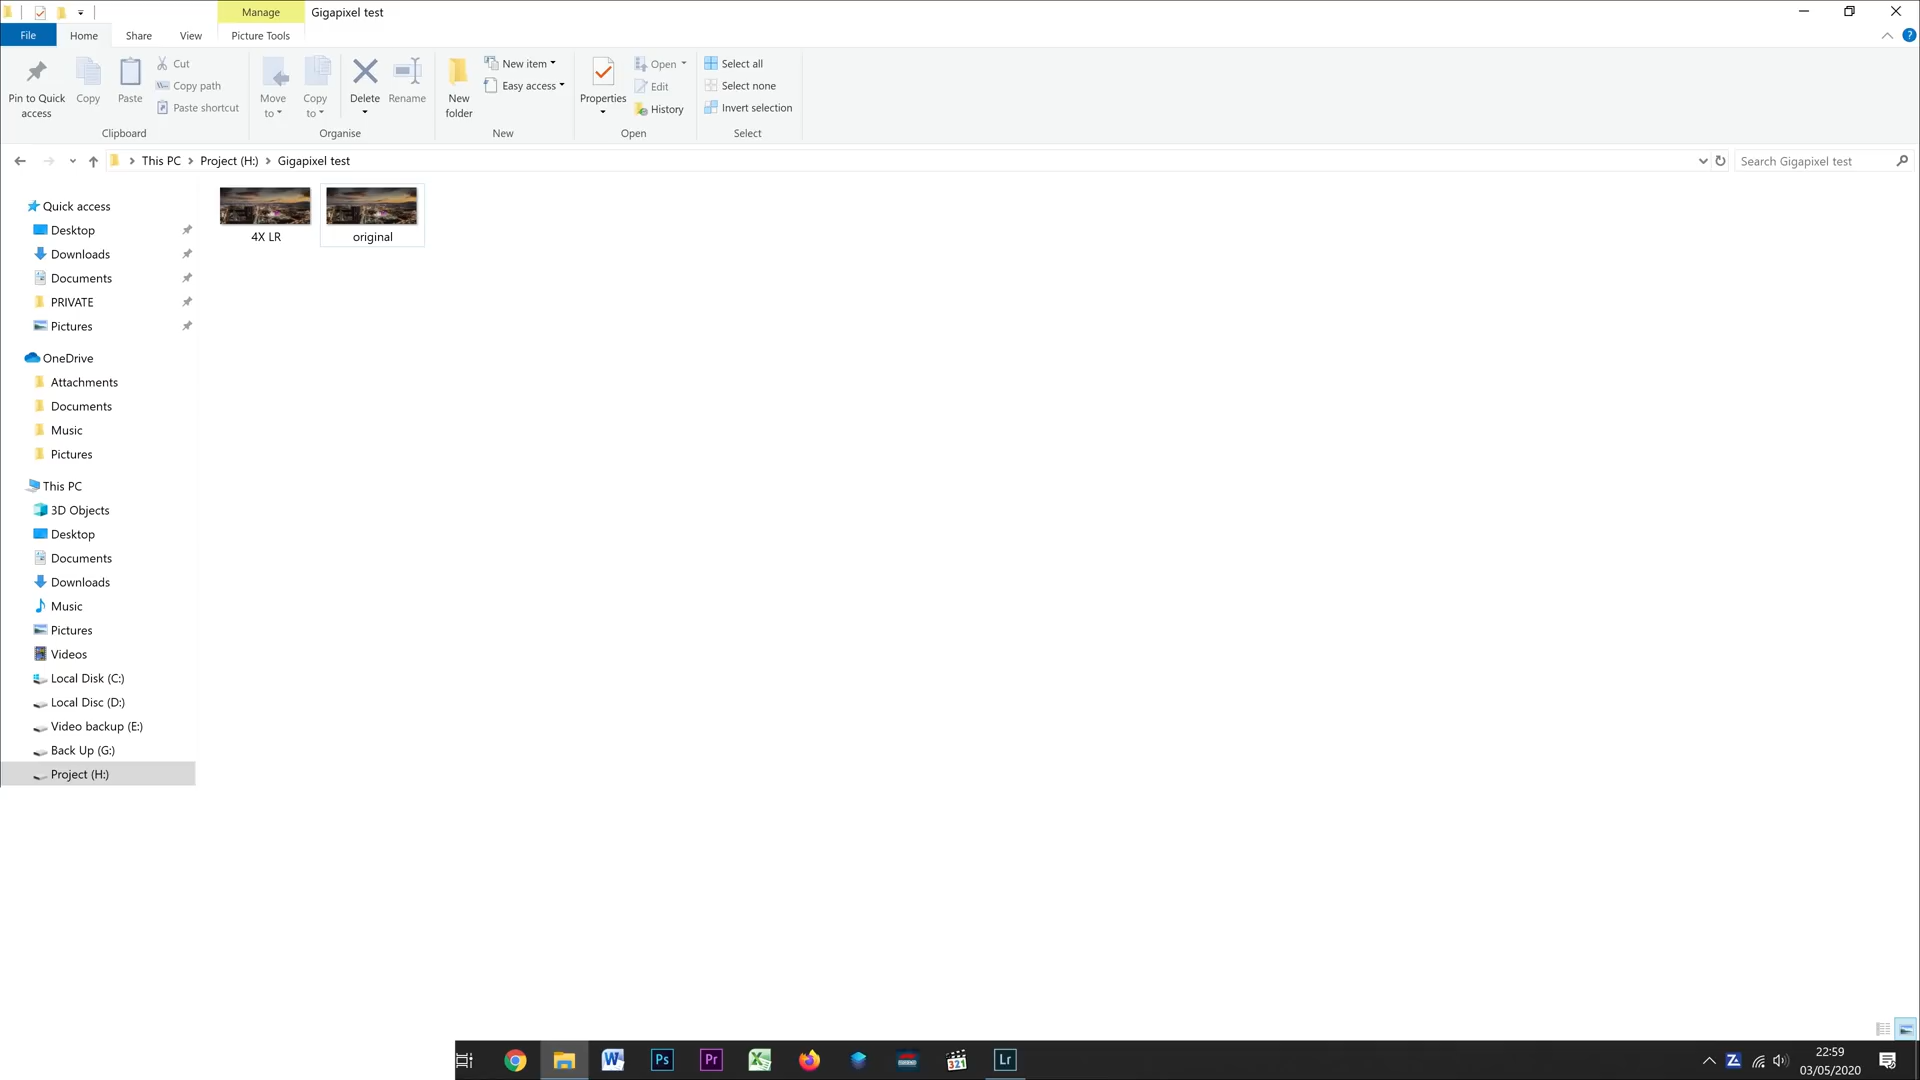 Manage
Gigapixel test
File
Home
Share
View
Picture Tools
Pin to Quick access
Copy
Paste
Cut
Copy path
Paste shortcut
Clipboard
Move to
Copy to
Delete
Rename
Organise
New folder
New item
Easy access
New
Properties
Open
Edit
History
Open
Select all
Select none
Invert selection
Select
This PC > Project (H:) > Gigapixel test
Search Gigapixel test
Quick access
Desktop
Downloads
Documents
PRIVATE
Pictures
OneDrive
Attachments
Documents
Music
Pictures
This PC
3D Objects
Desktop
Documents
Downloads
Music
Pictures
Videos
Local Disk (C:)
Local Disc (D:)
Video backup (E:)
Back Up (G:)
Project (H:)
4X LR
original
W
Ps
Pr
X
321
Lr
Z
22:59
03/05/2020